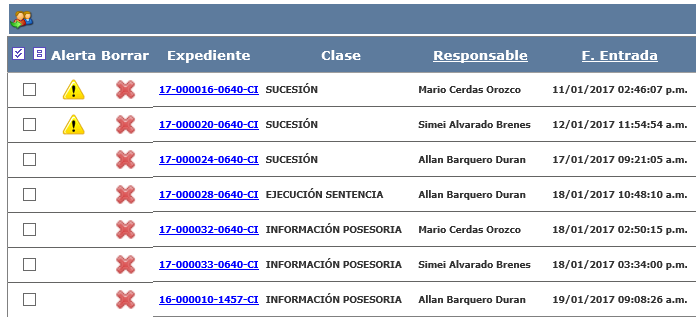 Alerta Borrar Expediente Clase Responsable F. Entrada
17-000016-0640-CI SUCESIÓN Mario Cerdas Orozco 11/01/2017 02:46:07 p.m.
17-000020-0640-CI SUCESIÓN Simei Alvarado Brenes 12/01/2017 11:54:54 a.m.
17-000024-0640-CI SUCESIÓN Allan Barquero Duran 17/01/2017 09:21:05 a.m.
17-000028-0640-CI EJECUCIÓN SENTENCIA Allan Barquero Duran 18/01/2017 10:48:10 a.m.
17-000032-0640-CI INFORMACIÓN POSESORIA Mario Cerdas Orozco 18/01/2017 02:50:15 p.m.
17-000033-0640-CI INFORMACIÓN POSESORIA Simei Alvarado Brenes 18/01/2017 03:34:00 p.m.
16-000010-1457-CI INFORMACIÓN POSESORIA Allan Barquero Duran 19/01/2017 09:08:26 a.m.